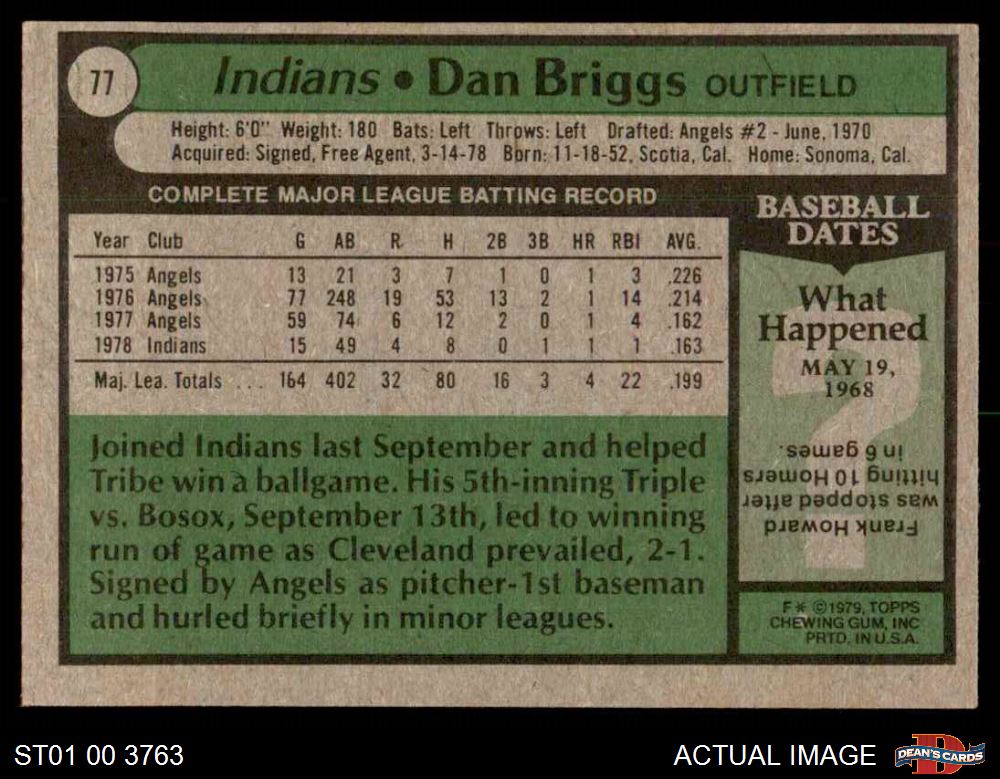 77
Indians • Dan Briggs OUTFIELD
Height: 6'0" Weight: 180 Bats: Left Throws: Left Drafted: Angels #2 - June, 1970
Acquired: Signed, Free Agent, 3-14-78 Born: 11-18-52, Scotia, Cal. Home: Sonoma, Cal.
COMPLETE MAJOR LEAGUE BATTING RECORD
Year Club G AB R H 2B 3B HR RBI AVG.
1975 Angels 13 21 3 7 1 0 1 3 .226
1976 Angels 77 248 19 53 13 2 1 14 .214
1977 Angels 59 74 6 12 2 0 1 4 .162
1978 Indians 15 49 4 8 0 1 1 1 .163
Maj. Lea. Totals ... 164 402 32 80 16 3 4 22 .199
Joined Indians last September and helped
Tribe win a ballgame. His 5th-inning Triple
vs. Bosox, September 13th, led to winning
run of game as Cleveland prevailed, 2-1.
Signed by Angels as pitcher-1st baseman
and hurled briefly in minor leagues.
BASEBALL
DATES
What
Happened
MAY 19,
1968
?
Frank Howard
was stopped after
hitting 10 Homers
in 6 games.
F* ©1979, TOPPS
CHEWING GUM, INC
PRTD. IN U.S.A.
ST01 00 3763
ACTUAL IMAGE
D
DEAN'S CARDS